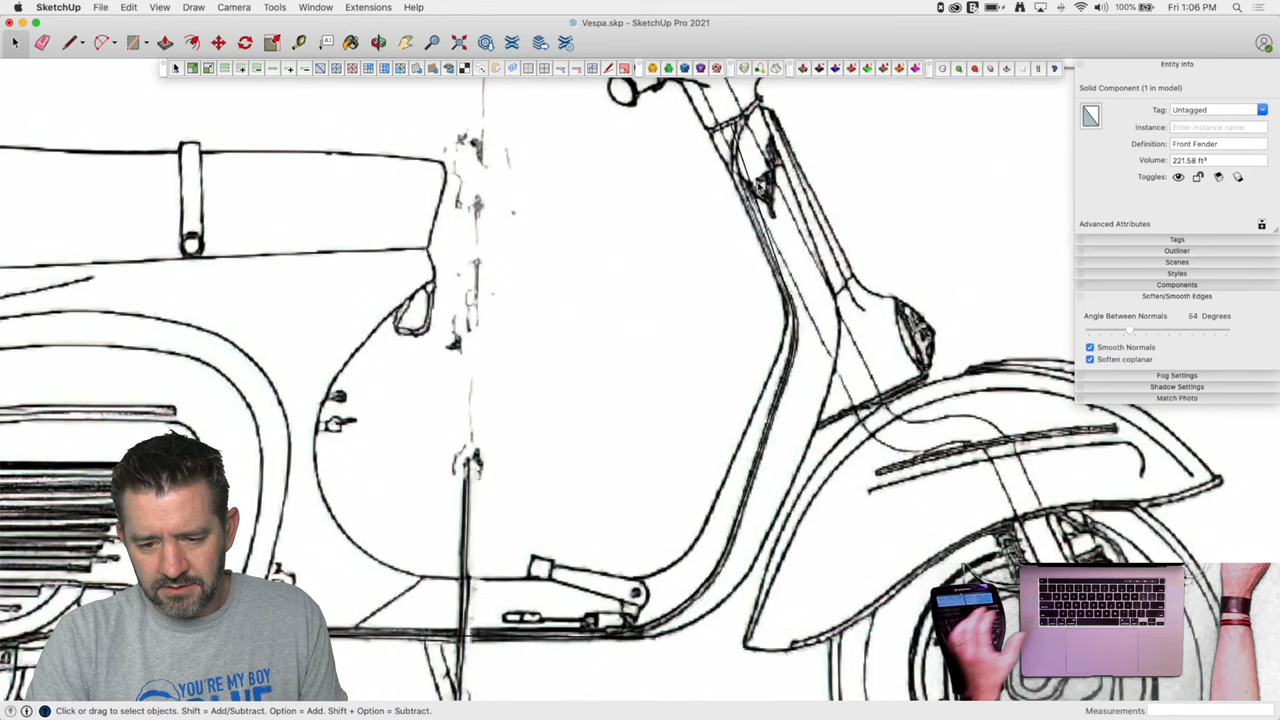 SketchUp File Edit View Draw Camera Tools Window Extensions Help
100% Fri 1:06 PM
Vespa.skp - SketchUp Pro 2021
Entity Info
Solid Component (1 in model)
Tag: Untagged
Instance: Enter instance name
Definition: Front Fender
Volume: 221.58 ft³
Toggles:
Advanced Attributes
Tags
Outliner
Scenes
Styles
Components
Soften/Smooth Edges
Angle Between Normals 54 Degrees
Smooth Normals
Soften coplanar
Fog Settings
Shadow Settings
Match Photo
YOU'RE MY BOY
BLUE
Click or drag to select objects. Shift = Add/Subtract. Option = Add. Shift + Option = Subtract.
Measurements